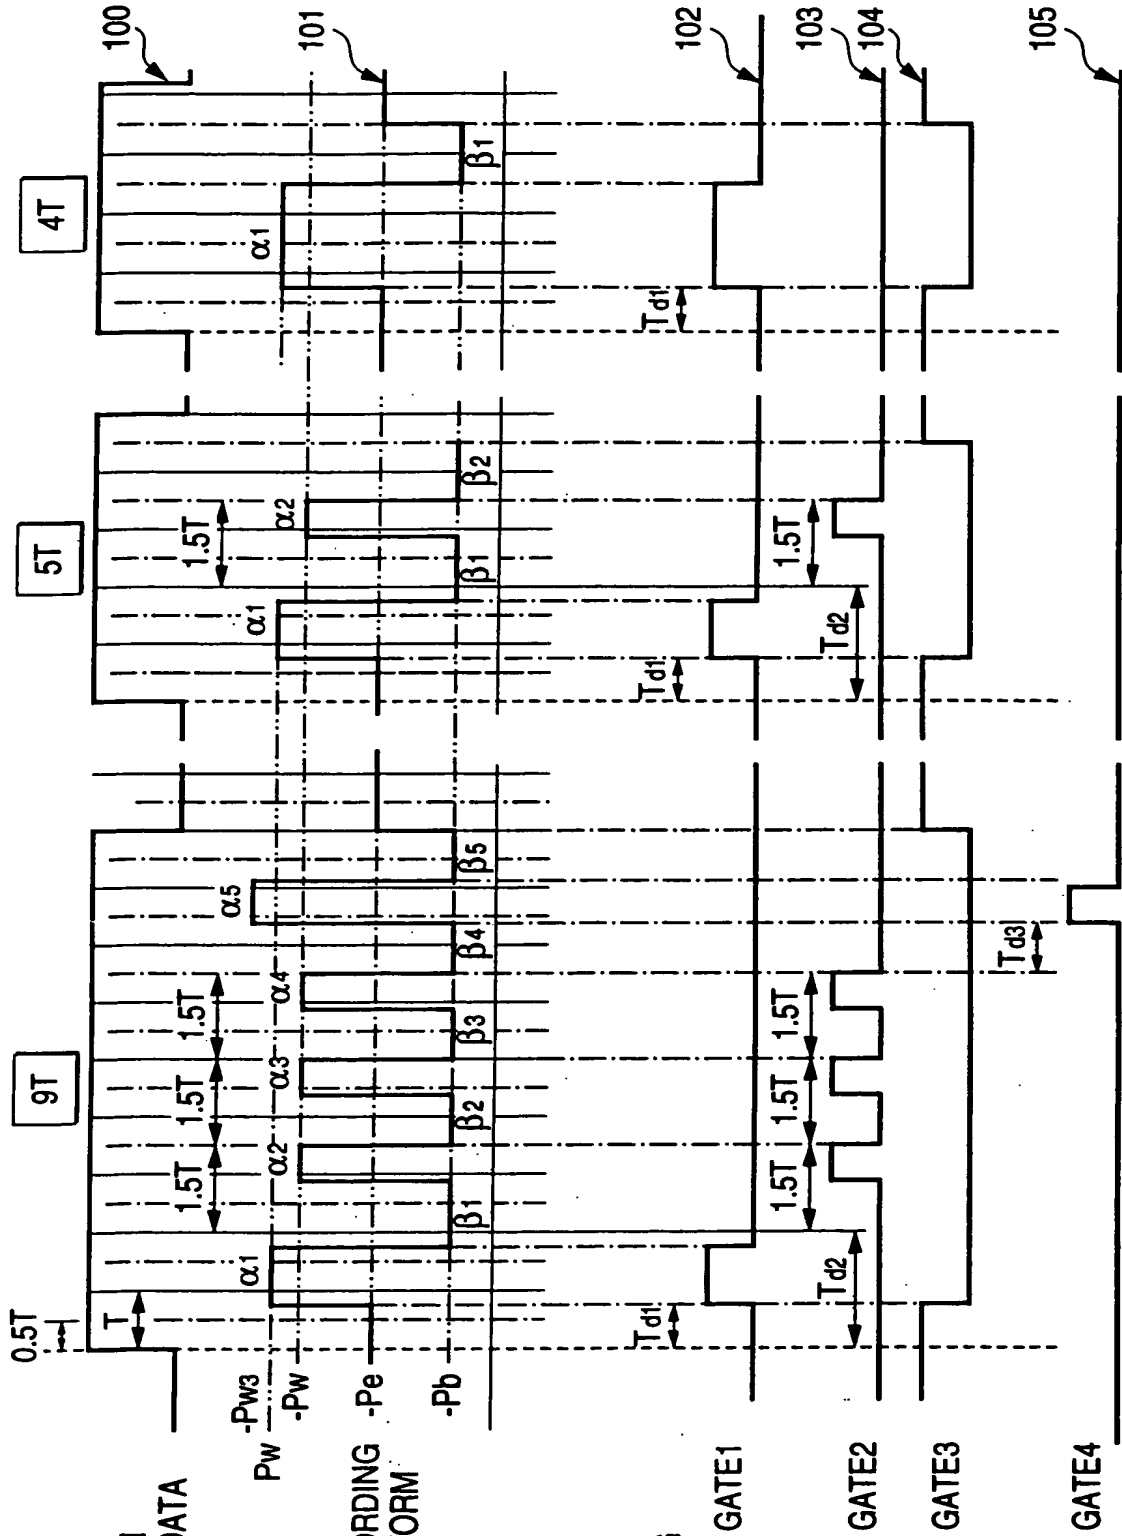 9T
5T
4T
100
0.5T
T
1.5T
1.5T
1.5T
1.5T
DATA
α1
α2
α3
α4
α5
α1
α2
α1
101
-Pw3
Pw
-Pw
-Pe
-Pb
β1
β2
β3
β4
β5
β1
β2
β1
ORDING
ORM
102
Td1
Td1
Td1
GATE1
103
1.5T
1.5T
1.5T
1.5T
Td2
Td2
GATE2
104
GATE3
105
Td3
GATE4